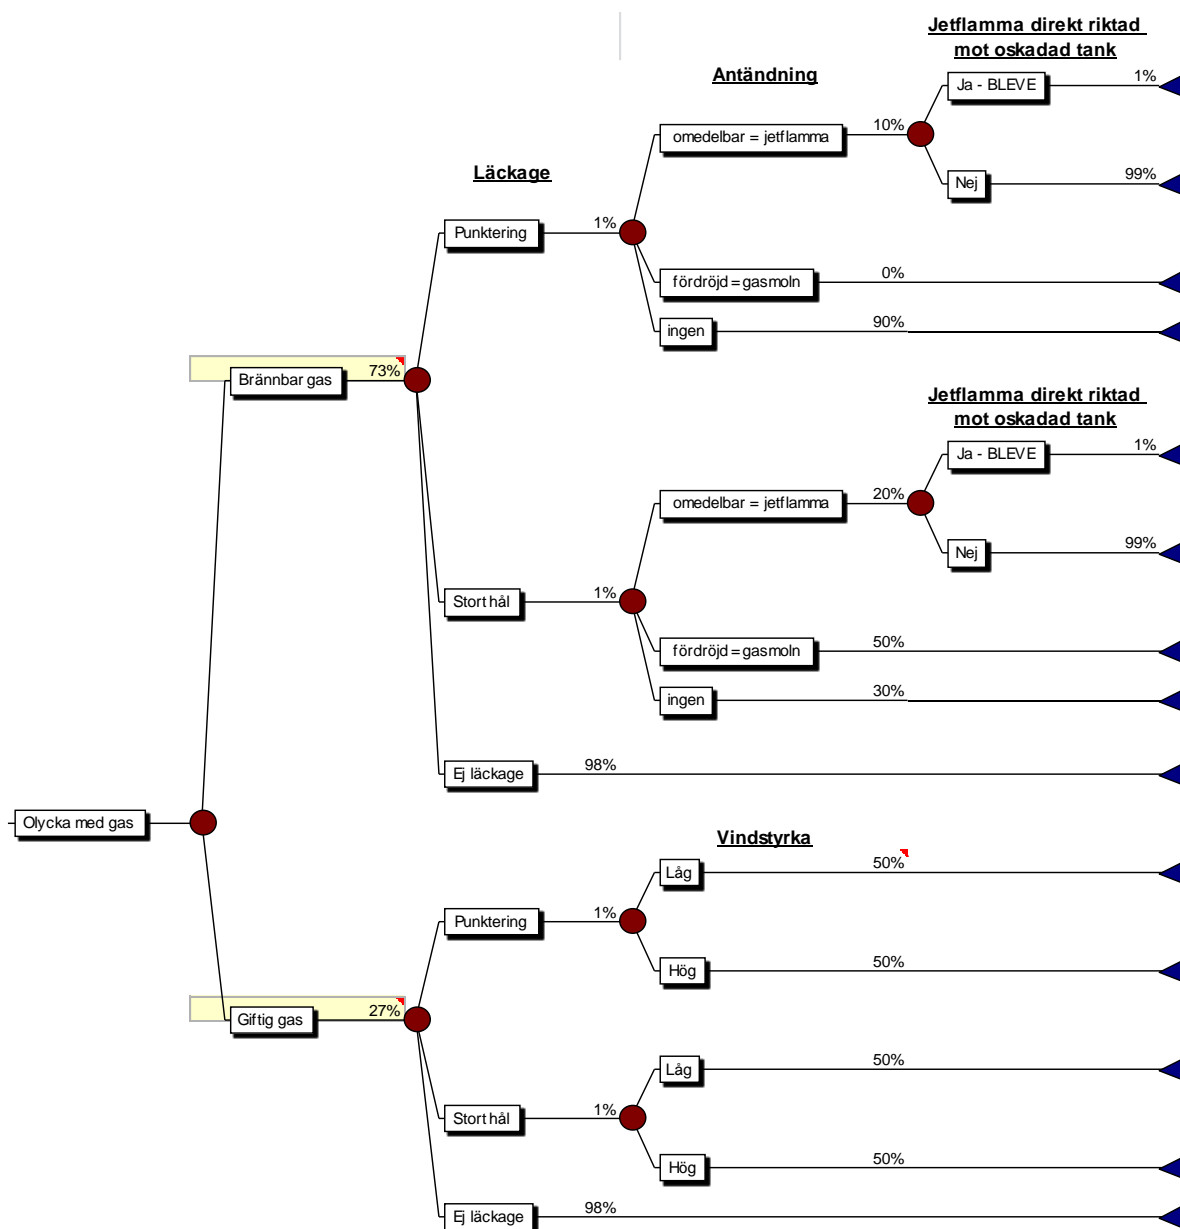 Jetflamma direkt riktad
mot oskadad tank
Antändning
Ja - BLEVE 1%
omedelbar = jetflamma 10%
Läckage
Nej 99%
Punktering 1%
fördröjd = gasmoln 0%
ingen 90%
Brännbar gas 73%
Jetflamma direkt riktad
mot oskadad tank
Ja - BLEVE 1%
omedelbar = jetflamma 20%
Nej 99%
Stort hål 1%
fördröjd = gasmoln 50%
ingen 30%
Ej läckage 98%
Olycka med gas
Vindstyrka
Låg 50%
Punktering 1%
Hög 50%
Giftig gas 27%
Låg 50%
Stort hål 1%
Hög 50%
Ej läckage 98%